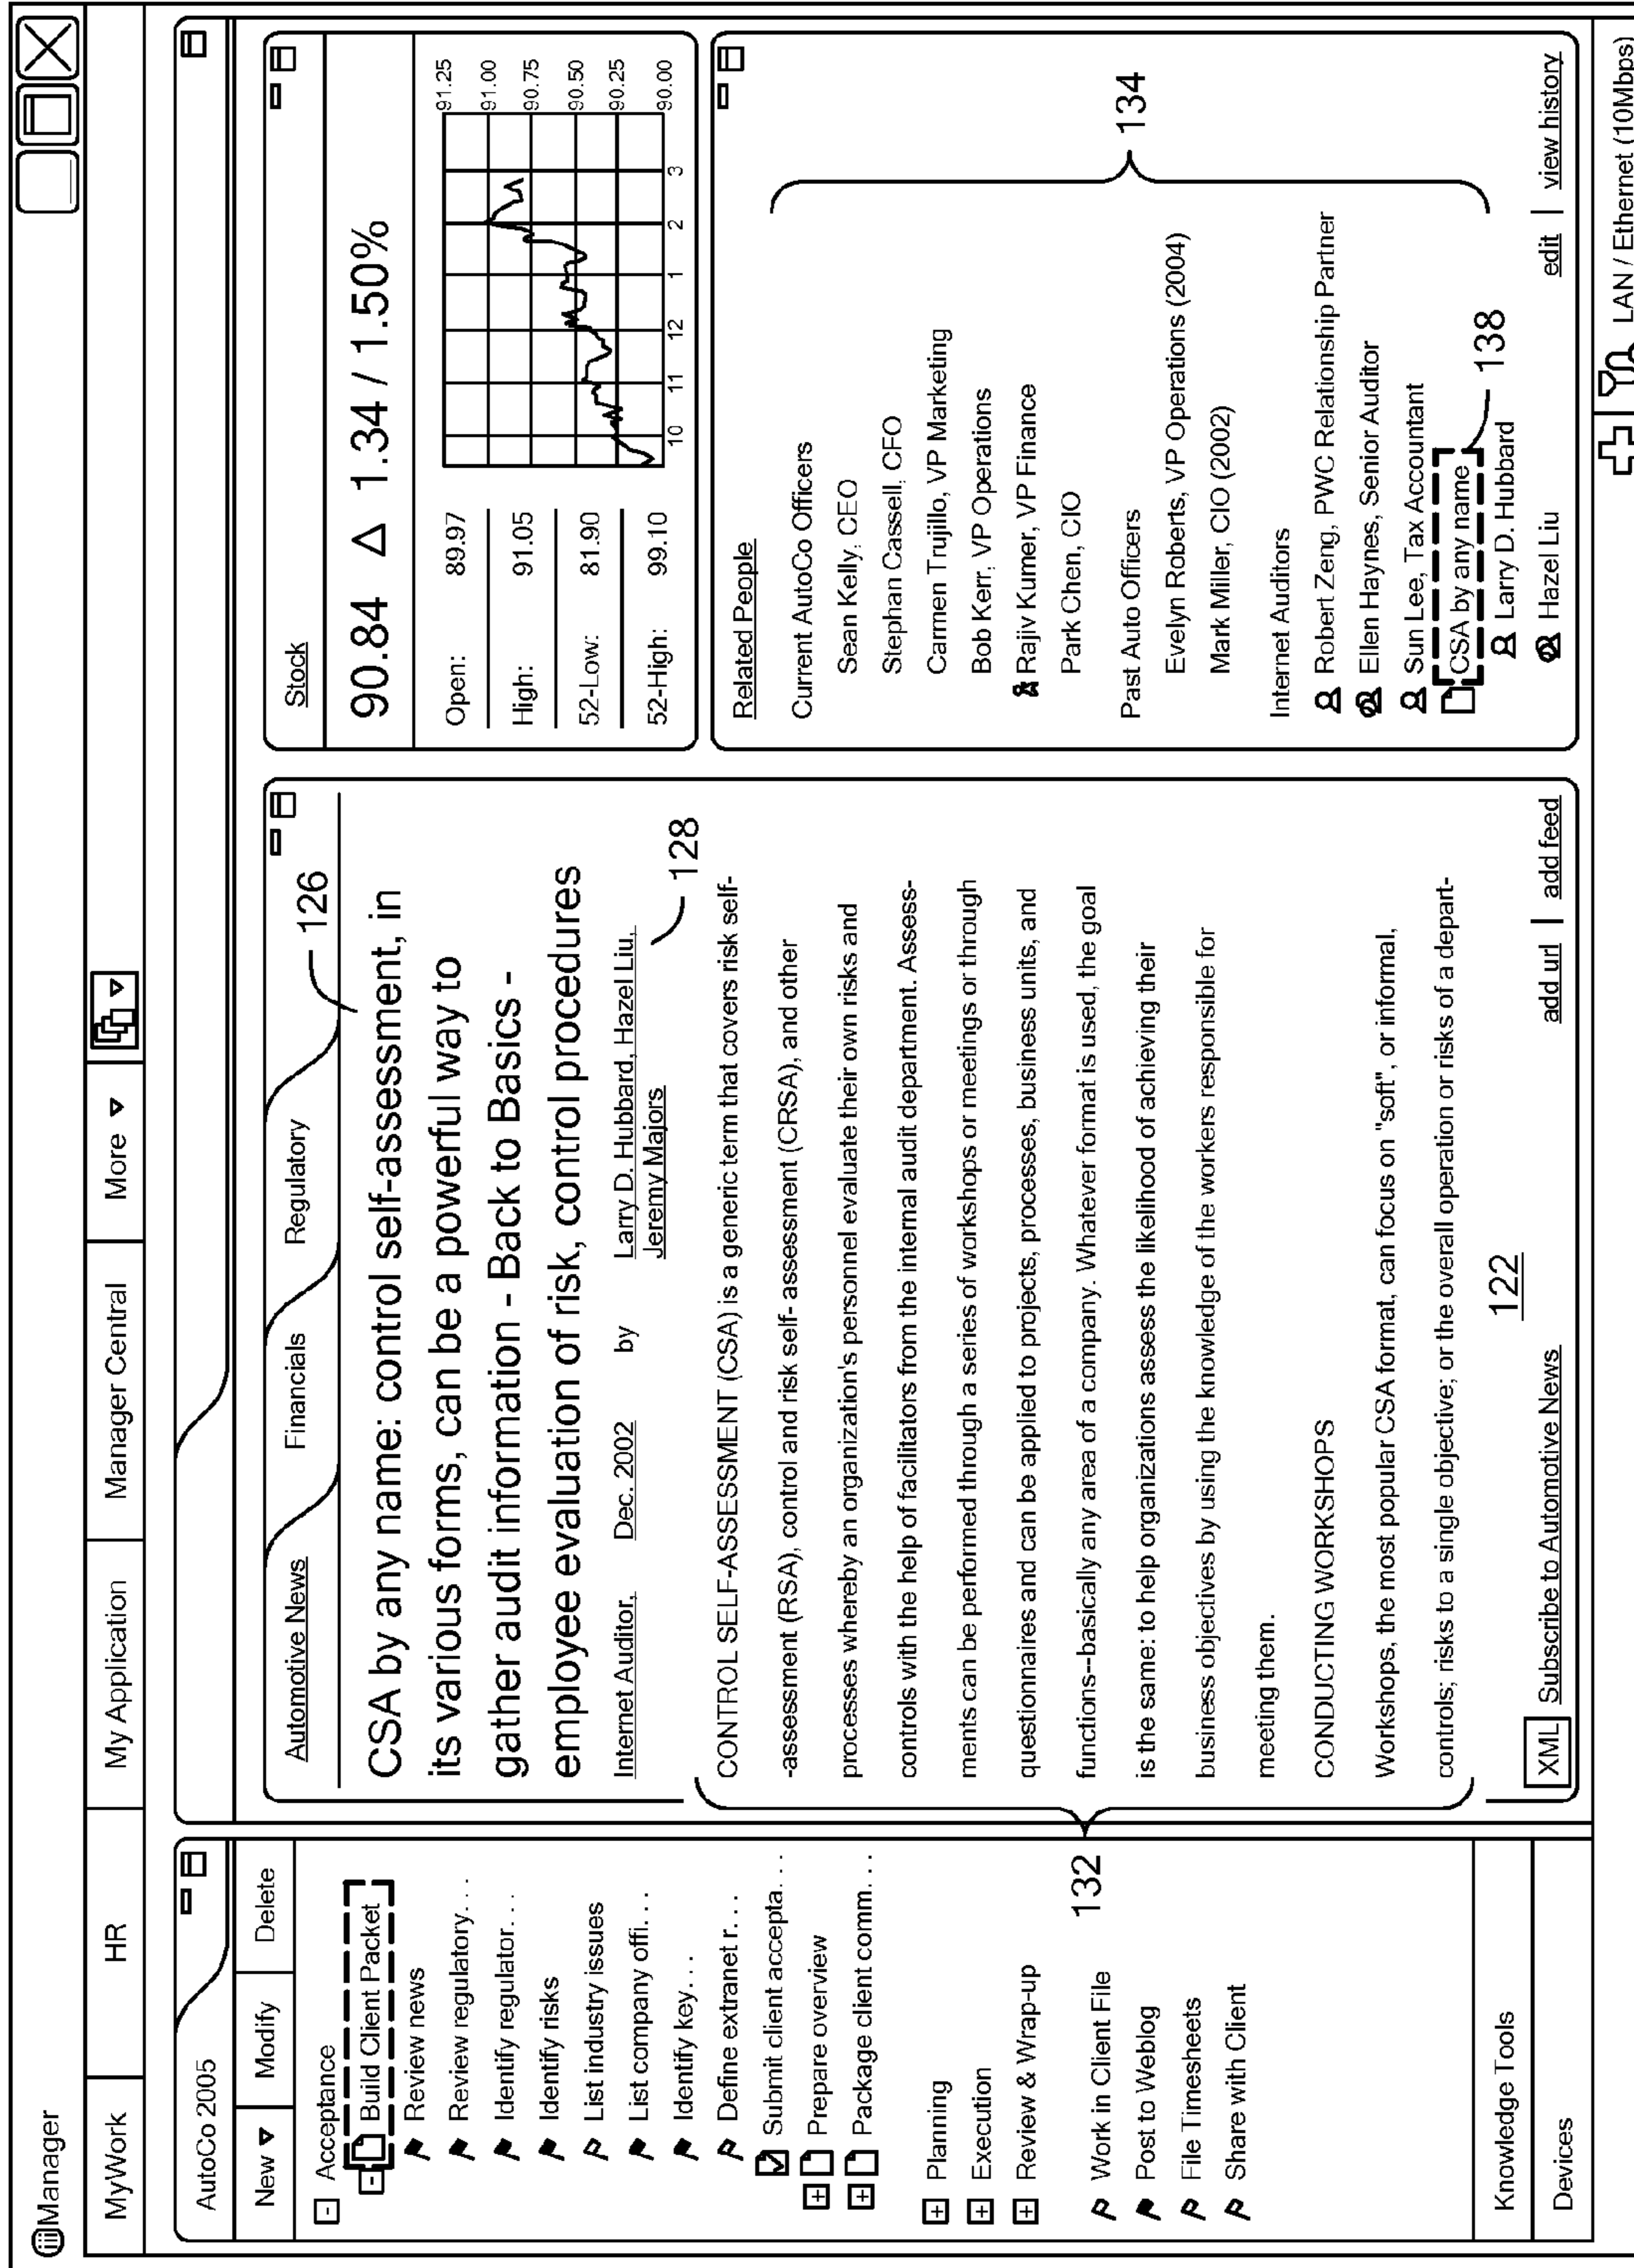 iiiManager
MyWork
HR
My Application
Manager Central
More
AutoCo 2005
New
Modify
Delete
Acceptance
Build Client Packet
Review news
Review regulatory...
Identify regulator...
Identify risks
List industry issues
List company offi...
Identify key...
Define extranet r...
Submit client accepta...
Prepare overview
Package client comm...
Planning
Execution
Review & Wrap-up
Work in Client File
Post to Weblog
File Timesheets
Share with Client
Knowledge Tools
Devices
132
Automotive News
Financials
Regulatory
126
CSA by any name: control self-assessment, in
its various forms, can be a powerful way to
gather audit information - Back to Basics -
employee evaluation of risk, control procedures
Internet Auditor, Dec. 2002 by Larry D. Hubbard, Hazel Liu,
Jeremy Majors
128
CONTROL SELF-ASSESSMENT (CSA) is a generic term that covers risk self-
-assessment (RSA), control and risk self- assessment (CRSA), and other
processes whereby an organization's personnel evaluate their own risks and
controls with the help of facilitators from the internal audit department. Assess-
ments can be performed through a series of workshops or meetings or through
questionnaires and can be applied to projects, processes, business units, and
functions--basically any area of a company. Whatever format is used, the goal
is the same: to help organizations assess the likelihood of achieving their
business objectives by using the knowledge of the workers responsible for
meeting them.
CONDUCTING WORKSHOPS
Workshops, the most popular CSA format, can focus on "soft", or informal,
controls; risks to a single objective; or the overall operation or risks of a depart-
122
XML Subscribe to Automotive News
add url | add feed
Stock
90.84 △ 1.34 / 1.50%
Open: 89.97
High: 91.05
52-Low: 81.90
52-High: 99.10
91.25
91.00
90.75
90.50
90.25
90.00
10 11 12 1 2 3
Related People
Current AutoCo Officers
Sean Kelly, CEO
Stephan Cassell, CFO
Carmen Trujillo, VP Marketing
Bob Kerr, VP Operations
Rajiv Kumer, VP Finance
Park Chen, CIO
Past Auto Officers
Evelyn Roberts, VP Operations (2004)
Mark Miller, CIO (2002)
Internet Auditors
Robert Zeng, PWC Relationship Partner
Ellen Haynes, Senior Auditor
Sun Lee, Tax Accountant
CSA by any name
Larry D. Hubbard
Hazel Liu
134
138
edit | view history
LAN / Ethernet (10Mbps)